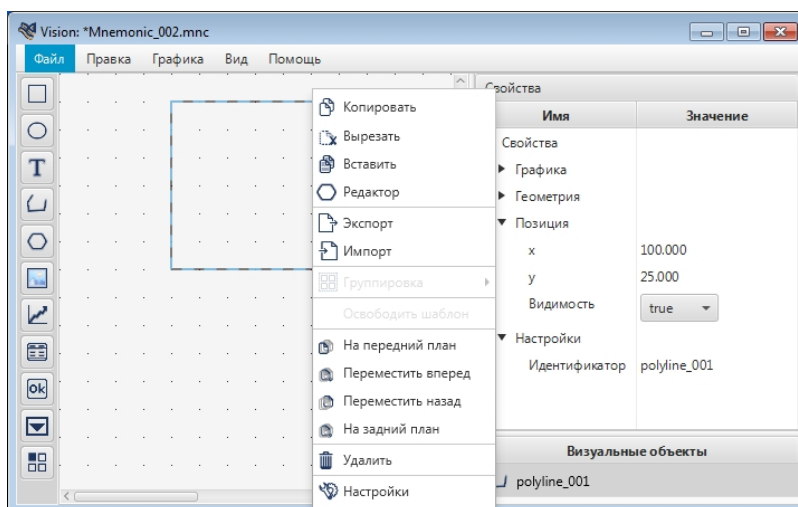 Vision: *Mnemonic_002.mnc
Файл Правка Графика Вид Помощь
T
Ok
Копировать
Вырезать
Вставить
Редактор
Экспорт
Импорт
Группировка
Освободить шаблон
На передний план
Переместить вперед
Переместить назад
На задний план
Удалить
Настройки
Свойства
Имя Значение
Свойства
Графика
Геометрия
Позиция
x 100.000
y 25.000
Видимость true
Настройки
Идентификатор polyline_001
Визуальные объекты
polyline_001